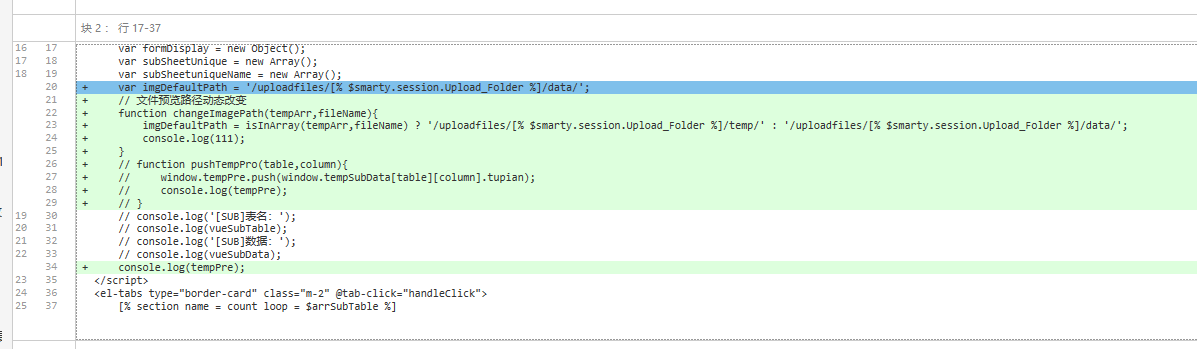 块 2 : 行 17-37
16 17 var formDisplay = new Object();
17 18 var subSheetUnique = new Array();
18 19 var subSheetuniqueName = new Array();
20 + var imgDefaultPath = '/uploadfiles/[% $smarty.session.Upload_Folder %]/data/';
21 + // 文件预览路径动态改变
22 + function changeImagePath(tempArr,fileName){
23 + imgDefaultPath = isInArray(tempArr,fileName) ? '/uploadfiles/[% $smarty.session.Upload_Folder %]/temp/' : '/uploadfiles/[% $smarty.session.Upload_Folder %]/data/';
24 + console.log(111);
25 + }
26 + // function pushTempPro(table,column){
27 + // window.tempPre.push(window.tempSubData[table][column].tupian);
28 + // console.log(tempPre);
29 + // }
19 30 // console.log('[SUB]表名: ');
20 31 // console.log(vueSubTable);
21 32 // console.log('[SUB]数据: ');
22 33 // console.log(vueSubData);
34 + console.log(tempPre);
23 35 </script>
24 36 <el-tabs type="border-card" class="m-2" @tab-click="handleClick">
25 37 [% section name = count loop = $arrSubTable %]